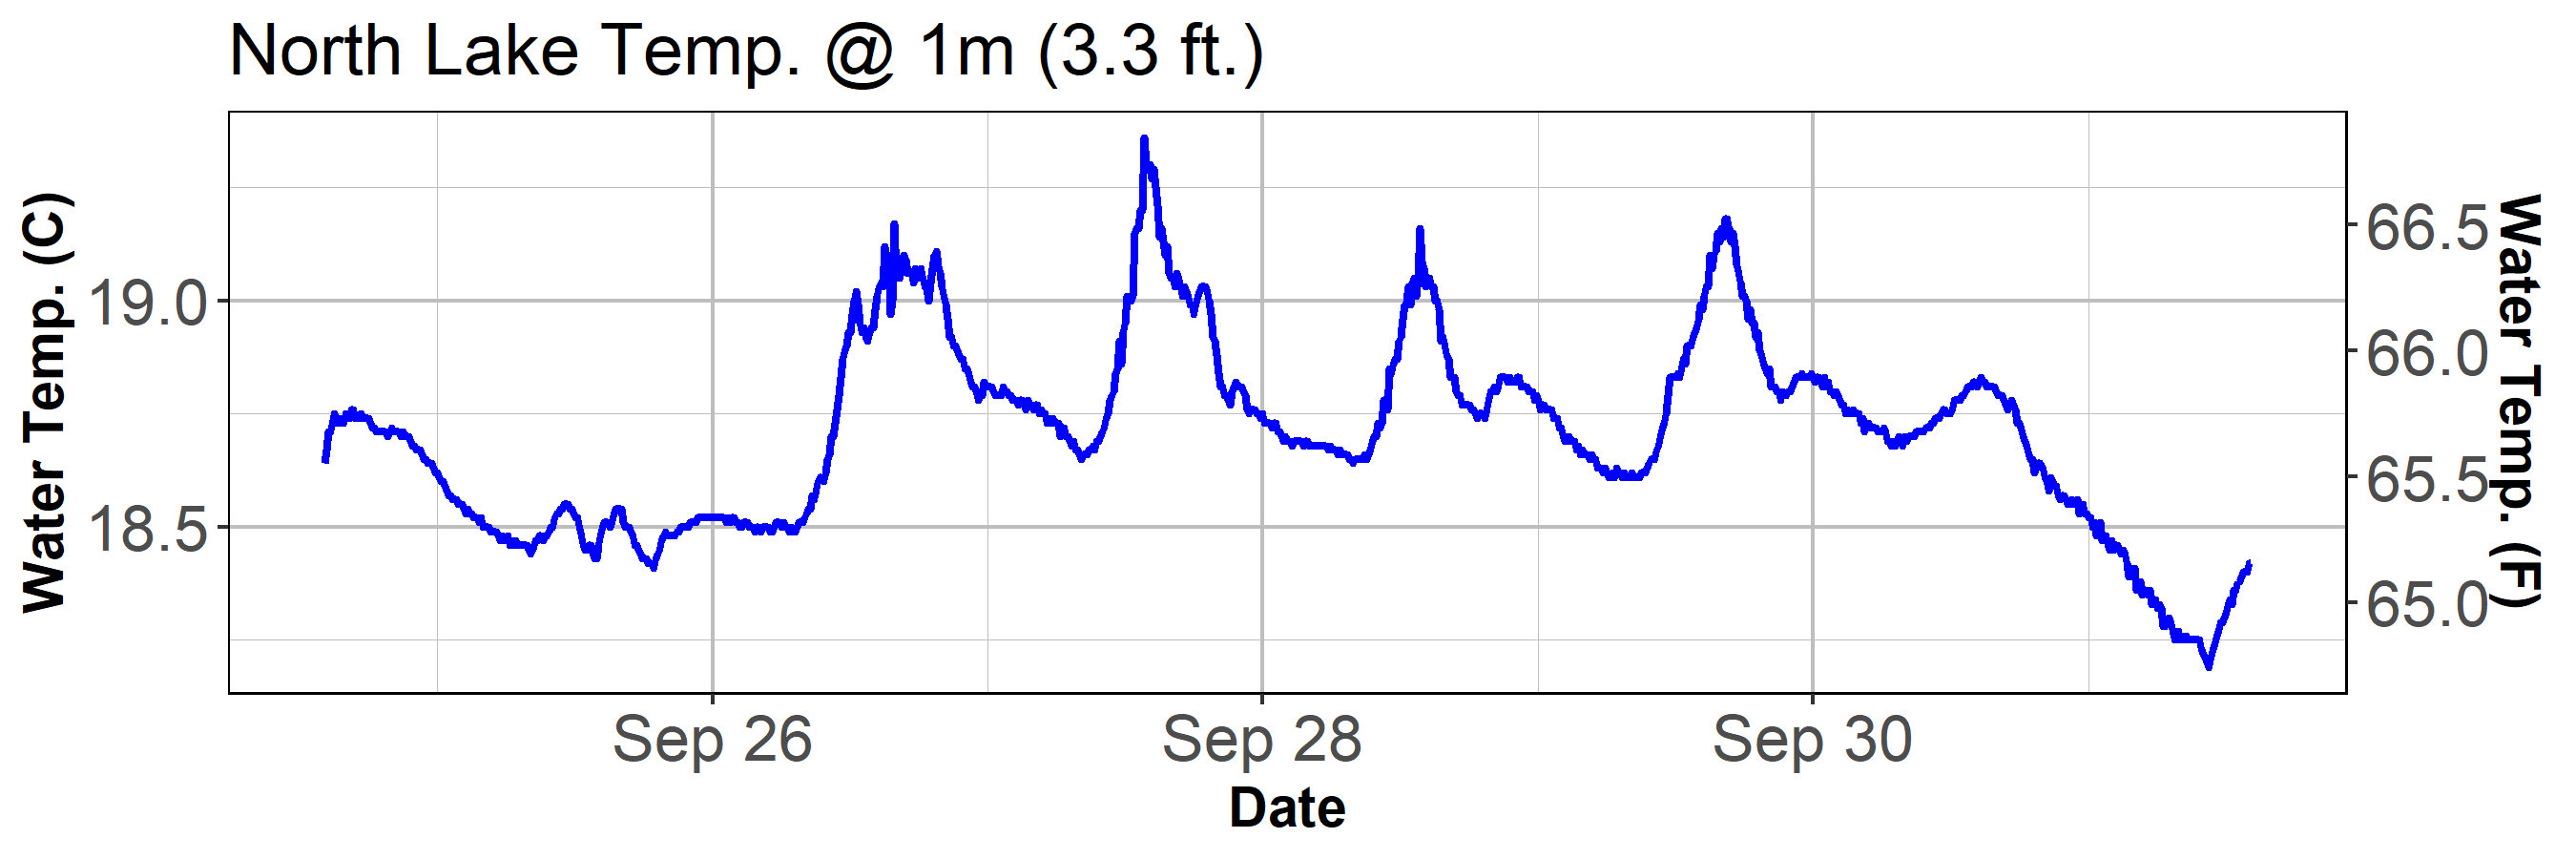 North Lake Temp. @ 1m (3.3 ft.)
Water Temp. (C)
19.0
18.5
66.5
66.0
65.5
65.0
Water Temp. (F)
Sep 26
Sep 28
Sep 30
Date